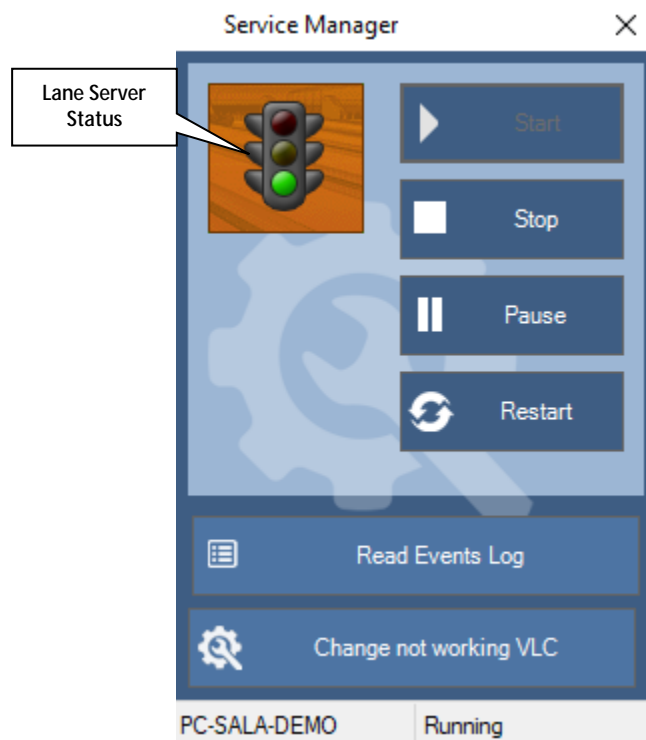 Service Manager
Lane Server
Status
Start
Stop
Pause
Restart
Read Events Log
Change not working VLC
PC-SALA-DEMO
Running